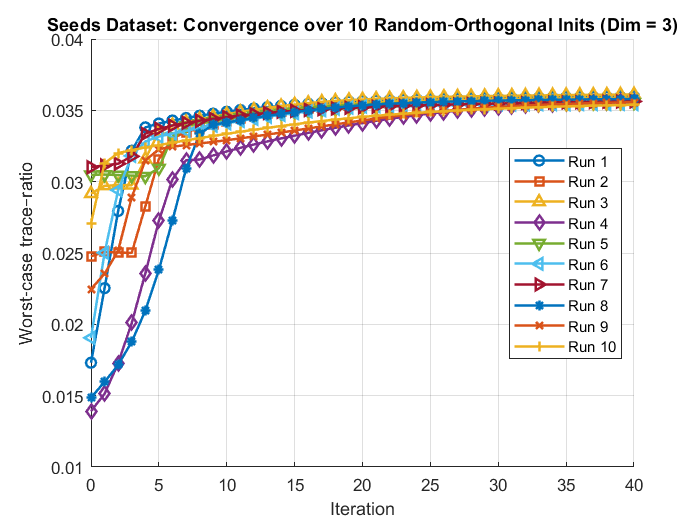 Seeds Dataset: Convergence over 10 Random-Orthogonal Inits (Dim = 3)
0.04
0.035
0.03
0.025
0.02
0.015
0.01
Worst-case trace-ratio
Run 1
Run 2
Run 3
Run 4
Run 5
Run 6
Run 7
Run 8
Run 9
Run 10
0 5 10 15 20 25 30 35 40
Iteration